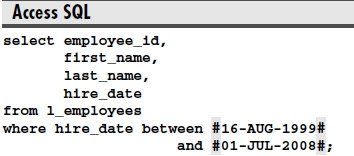 Access SQL
select employee_id,
first_name,
last_name,
hire_date
from l_employees
where hire_date between #16-AUG-1999#
and #01-JUL-2008#;